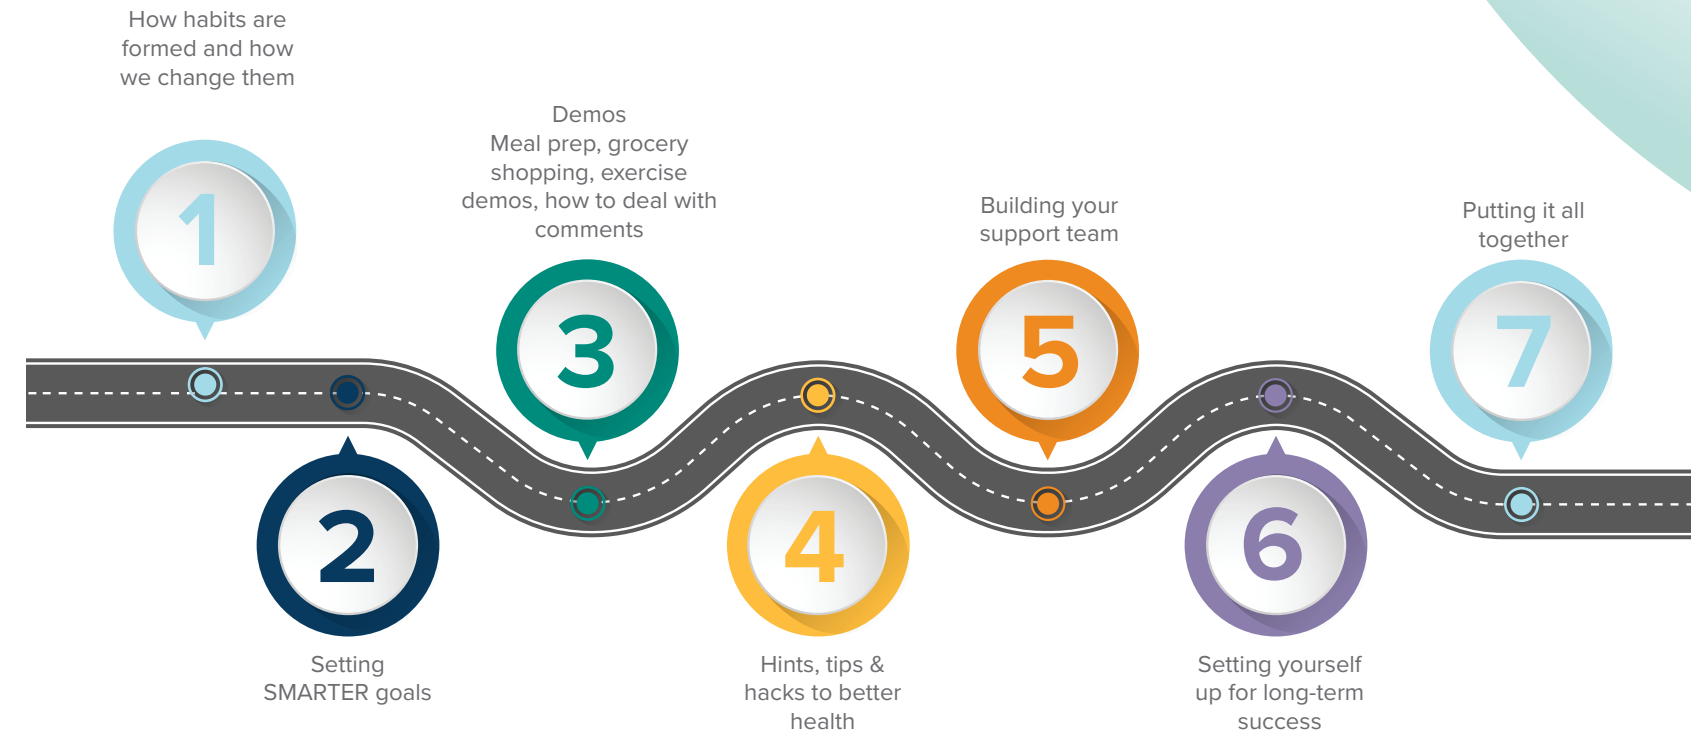 How habits are
formed and how
we change them
1
2
Setting
SMARTER goals
Demos
Meal prep, grocery
shopping, exercise
demos, how to deal with
comments
3
4
Hints, tips &
hacks to better
health
Building your
support team
5
6
Setting yourself
up for long-term
success
Putting it all
together
7